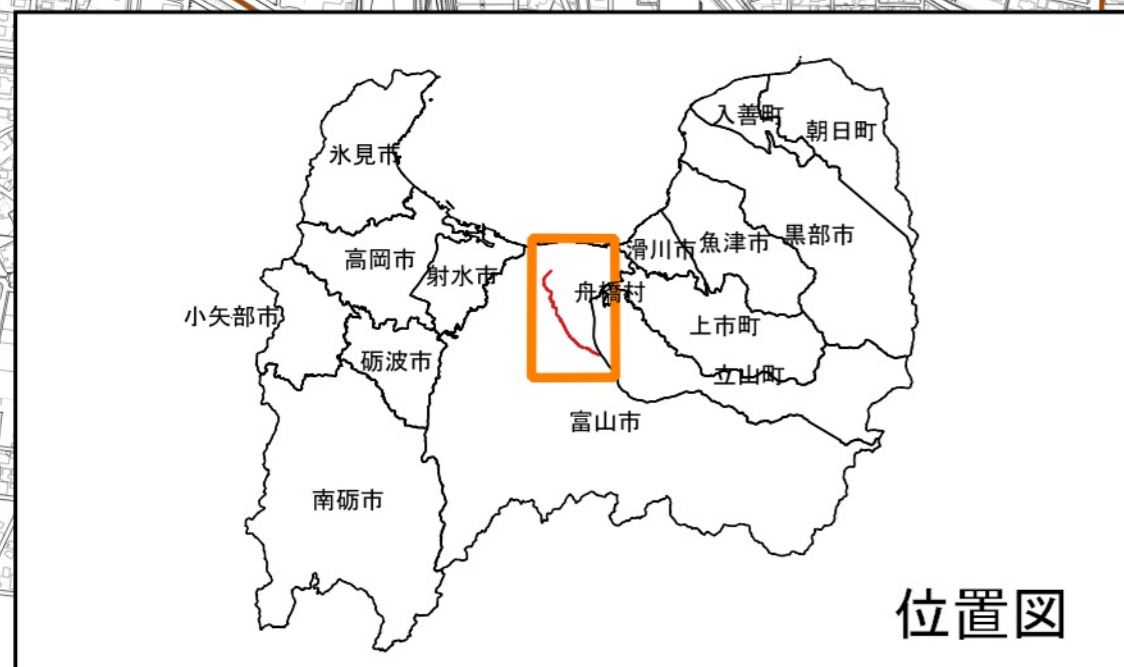 入善町
朝日町
氷見市
黒部市
魚津市
滑川市
高岡市
射水市
舟橋村
小矢部市
上市町
砺波市
立山町
富山市
南砺市
位置図